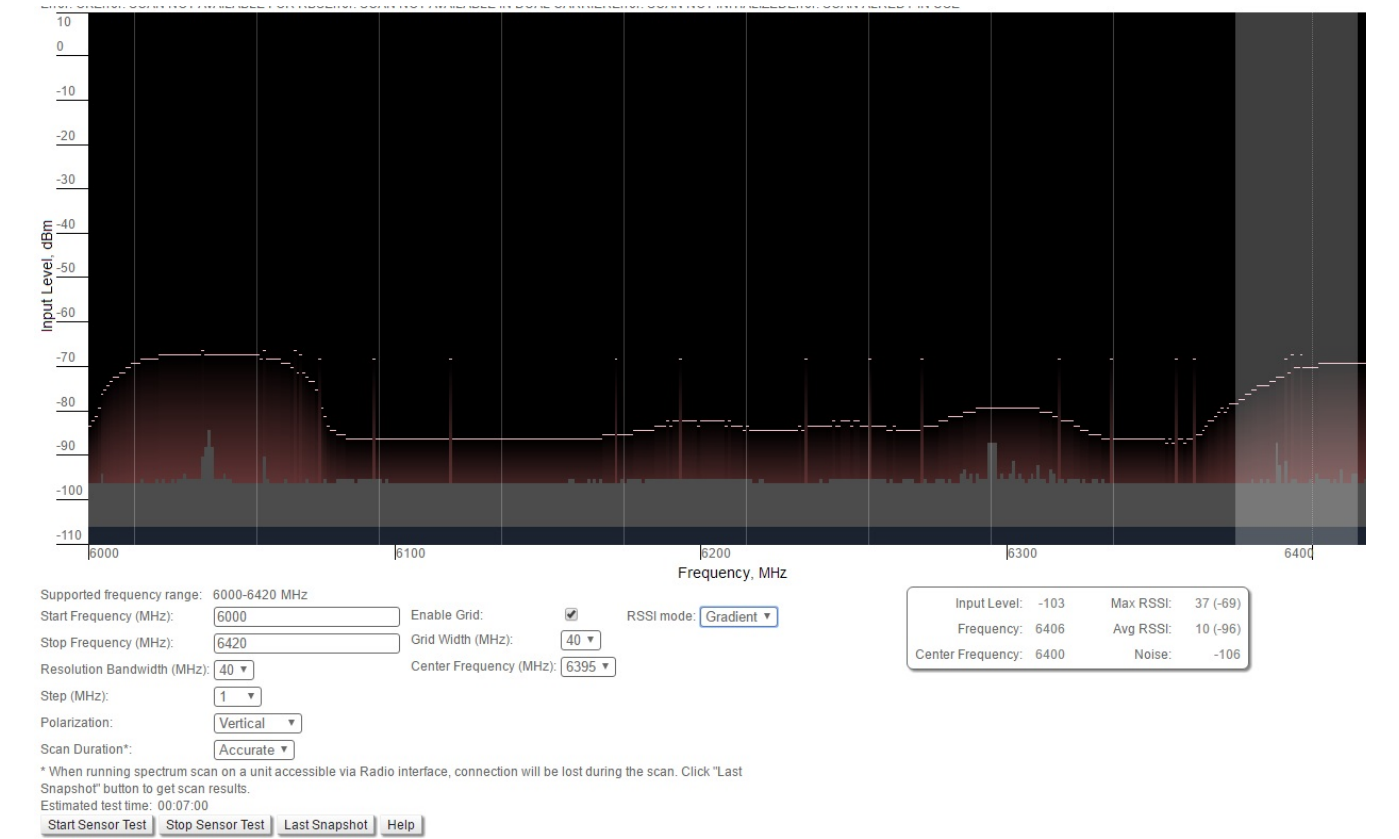 10
0
-10
-20
-30
-40
-50
-60
-70
-80
-90
-100
-110
Input Level, dBm
6000 6100 6200 6300 6400
Frequency, MHz
Supported frequency range: 6000-6420 MHz
Start Frequency (MHz): 6000 Enable Grid: RSSI mode: Gradient
Stop Frequency (MHz): 6420 Grid Width (MHz): 40
Resolution Bandwidth (MHz): 40 Center Frequency (MHz): 6395
Step (MHz): 1
Polarization: Vertical
Scan Duration*: Accurate
Input Level: -103 Max RSSI: 37 (-69)
Frequency: 6406 Avg RSSI: 10 (-96)
Center Frequency: 6400 Noise: -106
* When running spectrum scan on a unit accessible via Radio interface, connection will be lost during the scan. Click "Last
Snapshot" button to get scan results.
Estimated test time: 00:07:00
Start Sensor Test Stop Sensor Test Last Snapshot Help